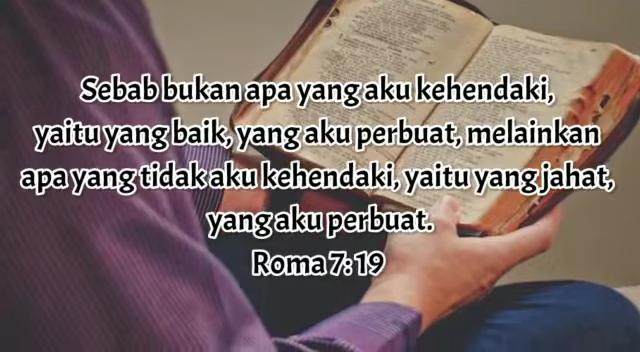 Sebab bukan apa yang aku kehendaki,
yaitu yang baik, yang aku perbuat, melainkan
apa yang tidak aku kehendaki, yaitu yang jahat,
yang aku perbuat.
Roma 7:19